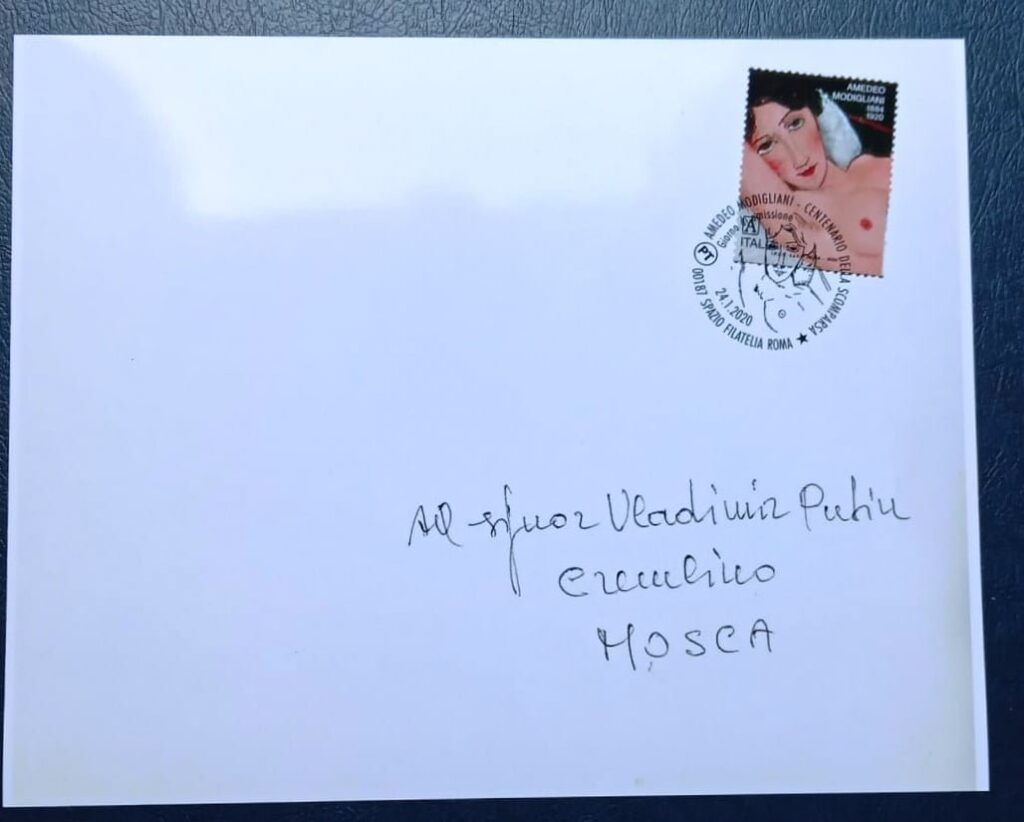 AMEDEO
MODIGLIANI
1884
1920
A
ITALIA
AMEDEO MODIGLIANI - CENTENARIO DELLA SCOMPARSA
Giorno emissione
PT
24.1.2020
00187 SPAZIO FILATELIA ROMA ★
Al signor Vladimir Putin
Cremlino
MOSCA